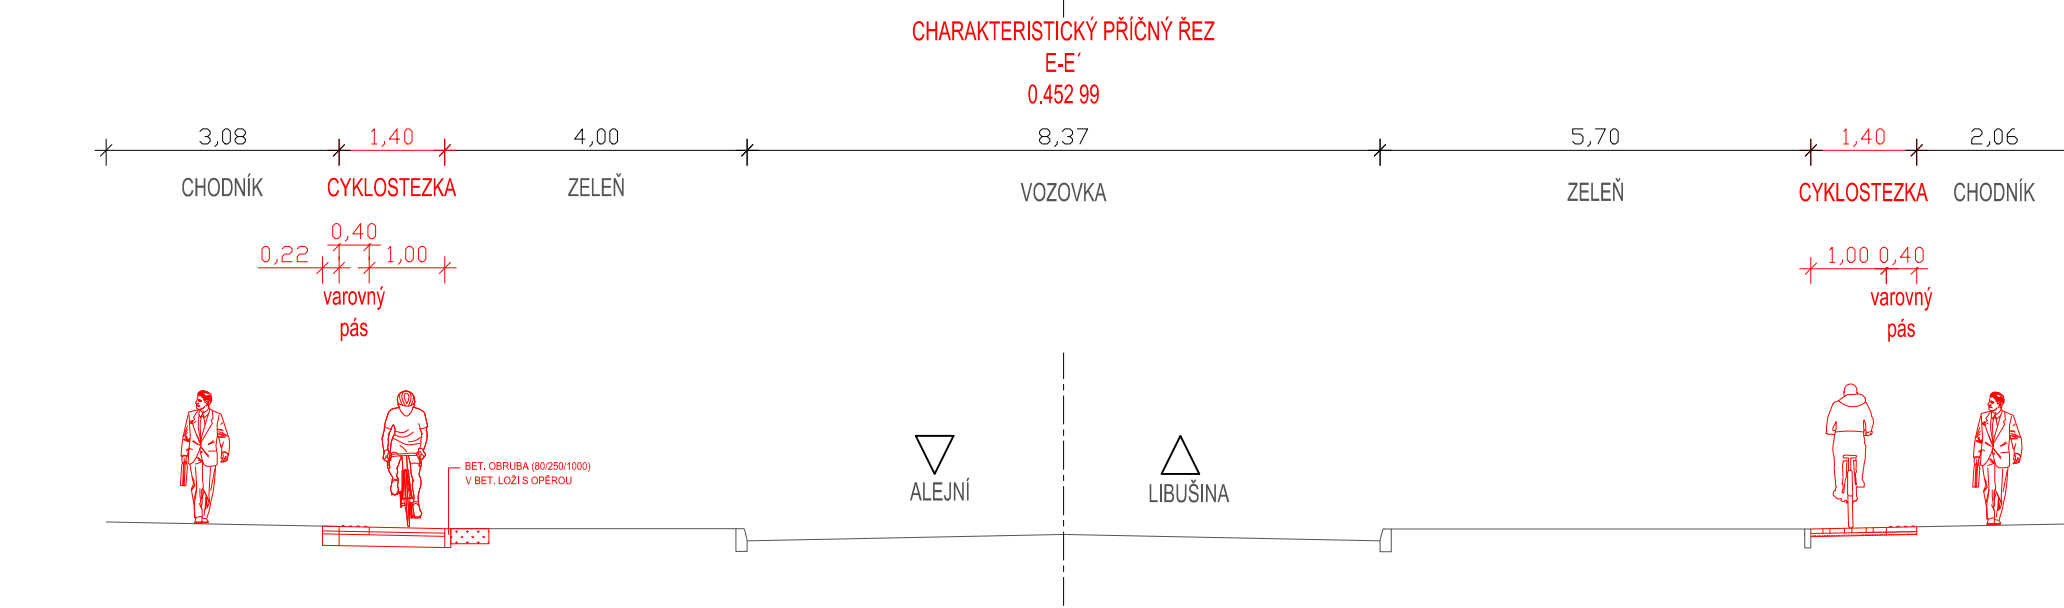 CHARAKTERISTICKÝ PŘÍČNÝ ŘEZ
E-E´
0.452 99
3,08 1,40 4,00 8,37 5,70 1,40 2,06
CHODNÍK CYKLOSTEZKA ZELEŇ VOZOVKA ZELEŇ CYKLOSTEZKA CHODNÍK
0,40
0,22 1,00 1,00 0,40
varovný varovný
pás pás
BET. OBRUBA (80/250/1000)
V BET. LOŽI S OPĚROU
ALEJNÍ LIBUŠINA